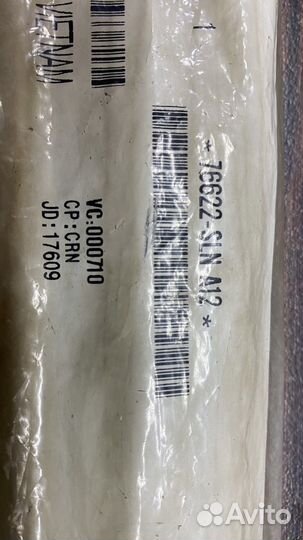 1
* 76622-SLN A12 *
VC:000710
CP:CRN
JD:17609
VIETNAM
Avito